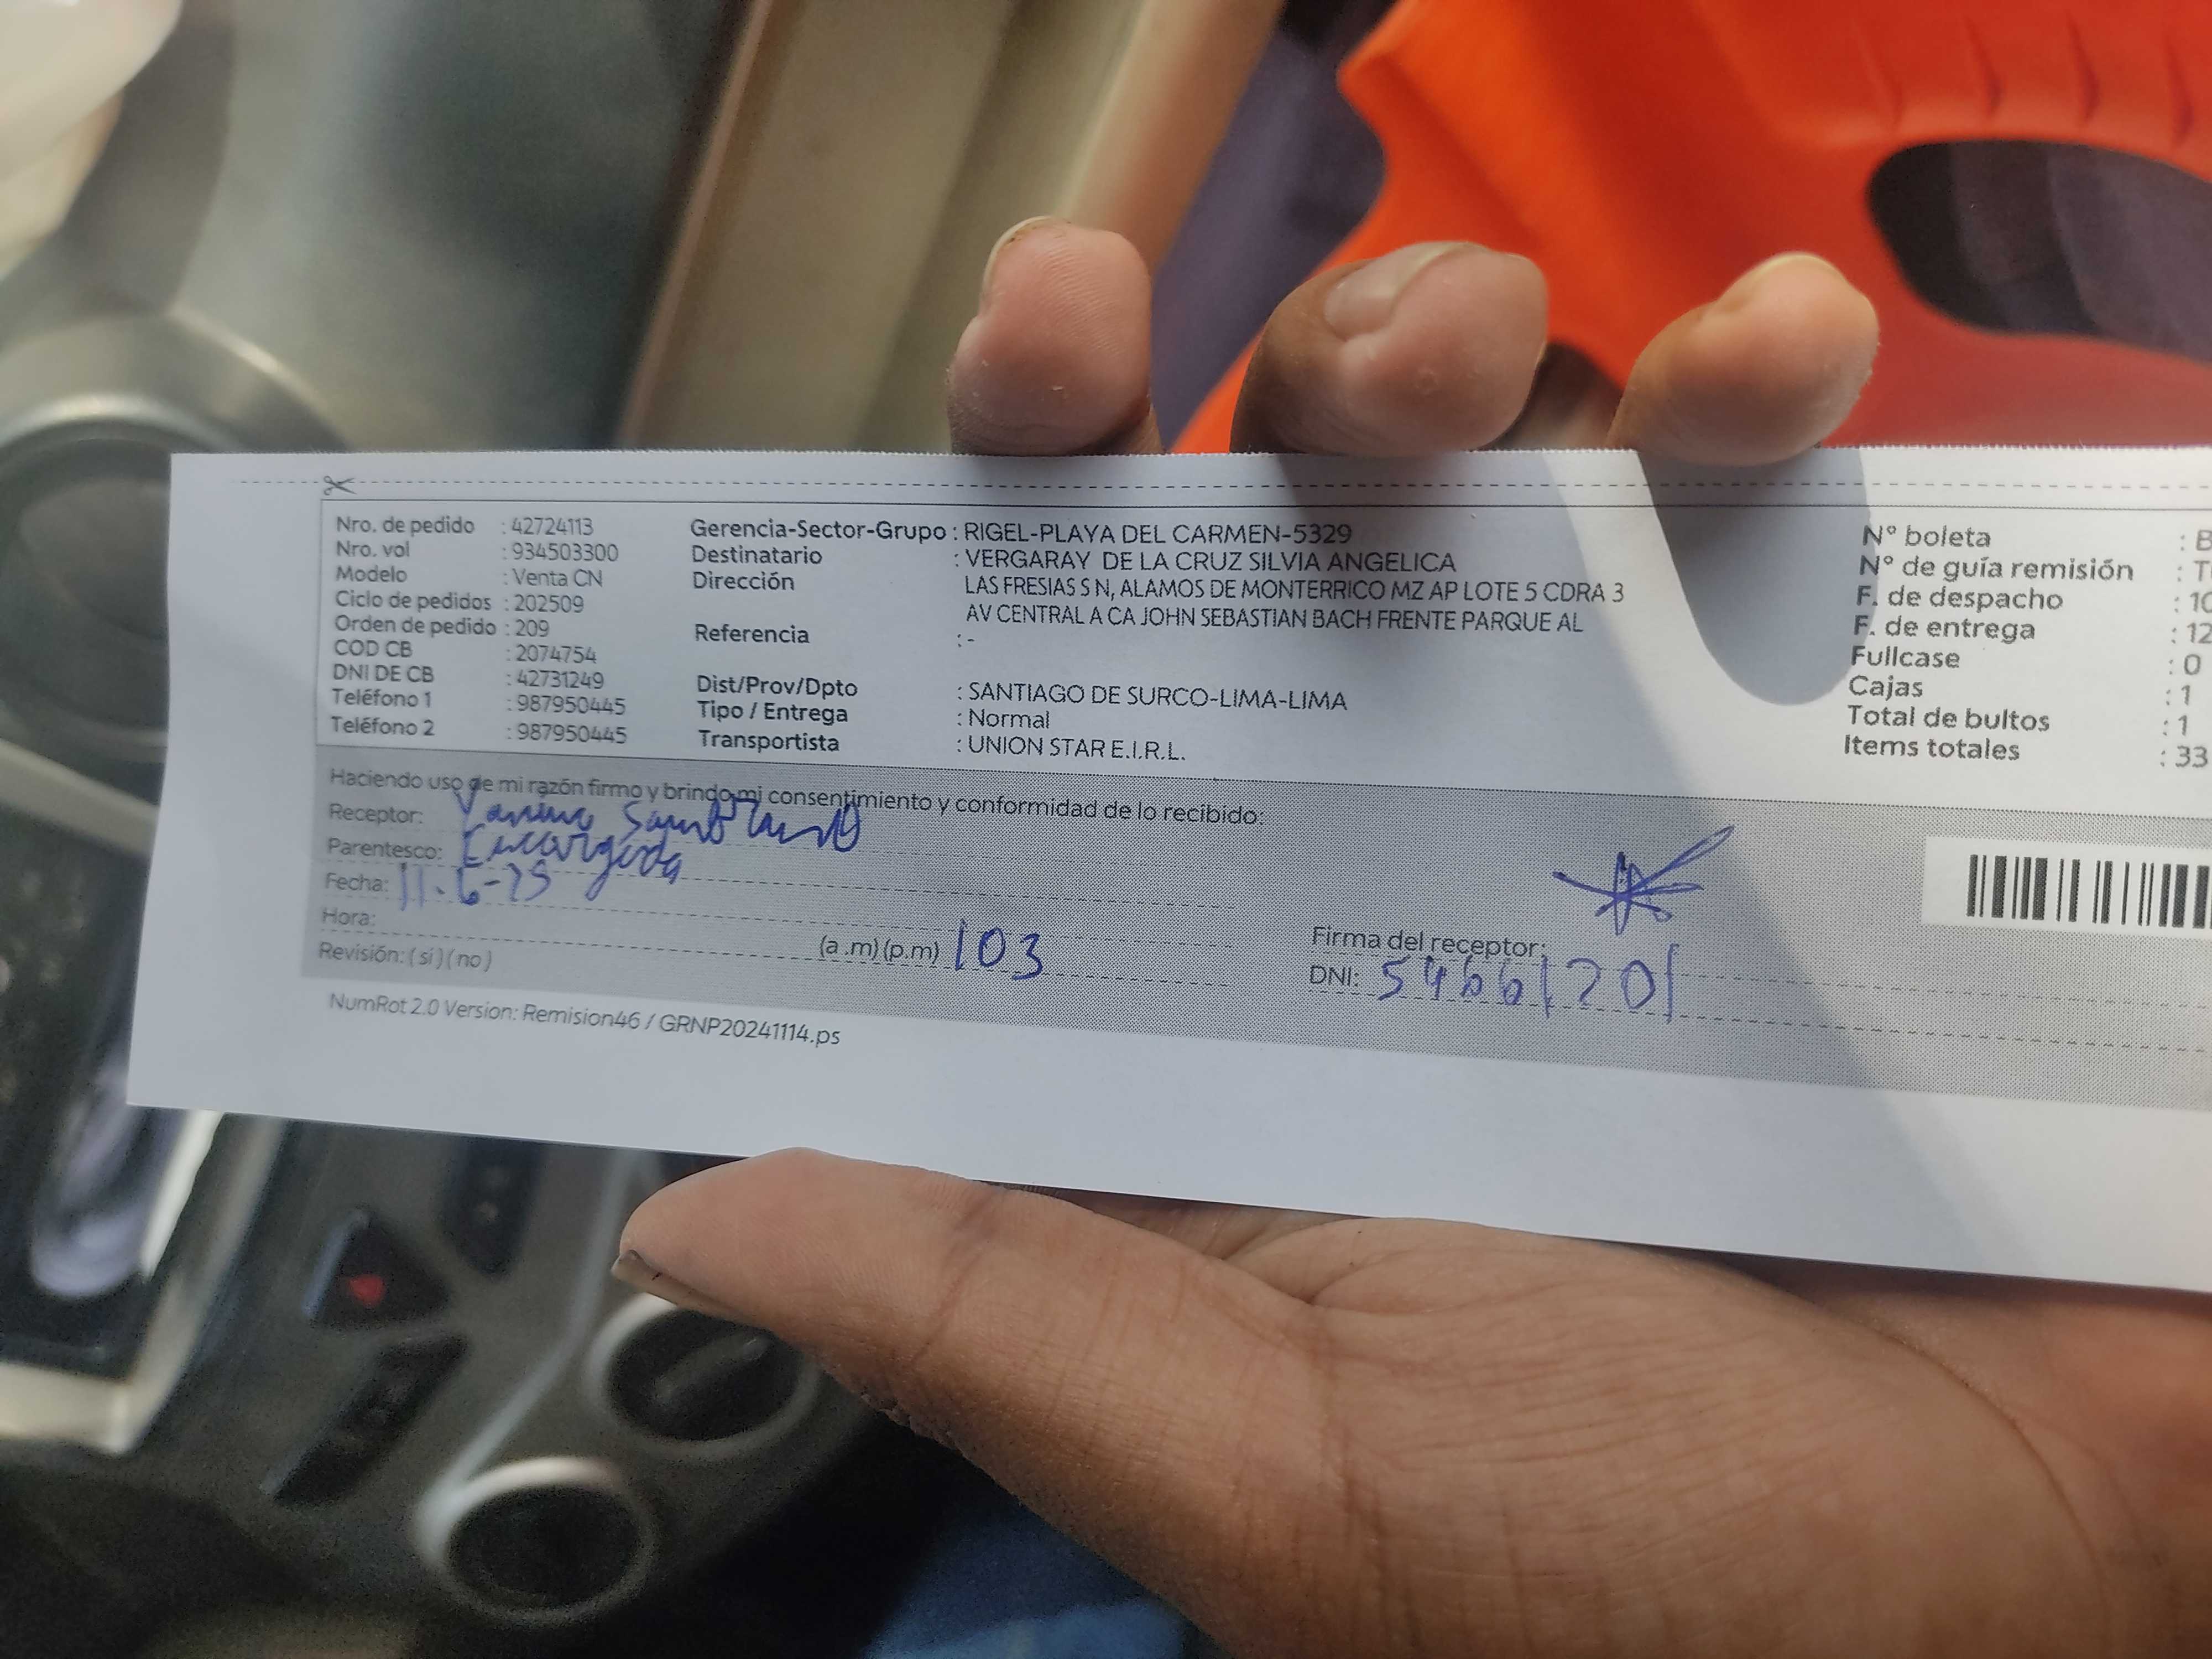 Nro. de pedido : 42724113
Nro. vol : 934503300
Modelo : Venta CN
Ciclo de pedidos : 202509
Orden de pedido : 209
COD CB : 2074754
DNI DE CB : 42731249
Teléfono 1 : 987950445
Teléfono 2 : 987950445
Gerencia-Sector-Grupo : RIGEL-PLAYA DEL CARMEN-5329
Destinatario : VERGARAY DE LA CRUZ SILVIA ANGELICA
Dirección LAS FRESIAS S N, ALAMOS DE MONTERRICO MZ AP LOTE 5 CDRA 3
AV CENTRAL A CA JOHN SEBASTIAN BACH FRENTE PARQUE AL
Referencia : -
Dist/Prov/Dpto : SANTIAGO DE SURCO-LIMA-LIMA
Tipo / Entrega : Normal
Transportista : UNION STAR E.I.R.L.
N° boleta : B
N° de guía remisión : T
F. de despacho : 10
F. de entrega : 12
Fullcase : 0
Cajas : 1
Total de bultos : 1
Items totales : 33
Haciendo uso de mi razón firmo y brindo mi consentimiento y conformidad de lo recibido:
Receptor:
Parentesco: Encargada
Fecha: 11-6-25
Hora: (a .m) (p.m) 103
Revisión: ( sí ) ( no )
Firma del receptor:
DNI:
NumRot 2.0 Version: Remision46 / GRNP20241114.ps